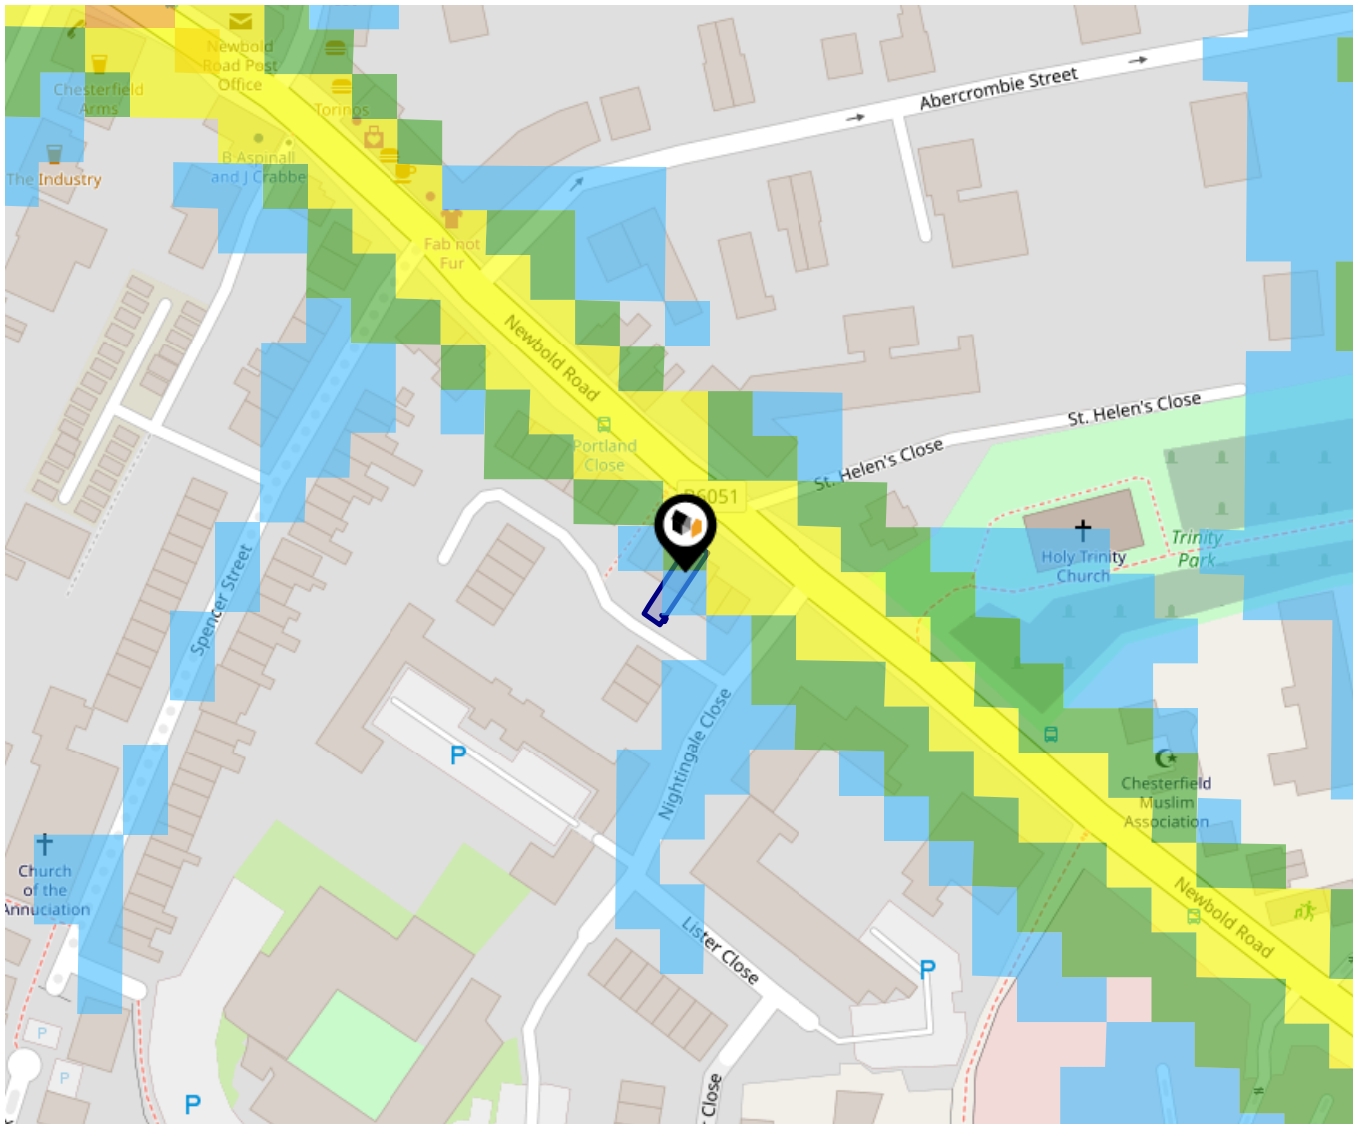 Newbold
Road Post
Office
Chesterfield
Arms
Torinos
B Aspinall
and J Crabbe
The Industry
Abercrombie Street
Fab not
Fur
Newbold Road
Portland
Close
St. Helen's Close
St. Helen's Close
B6051
Holy Trinity
Church
Trinity
Park
Spencer Street
Nightingale Close
P
Chesterfield
Muslim
Association
Church
of the
Annuciation
Newbold Road
Lister Close
P
P
P
P
r Close